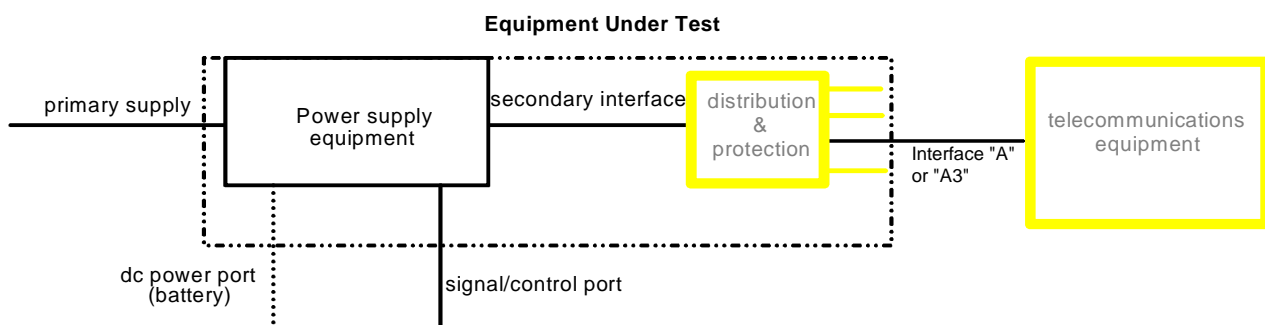 Equipment Under Test
primary supply
Power supply
equipment
secondary interface
distribution
&
protection
Interface "A"
or "A3"
telecommunications
equipment
dc power port
(battery)
signal/control port